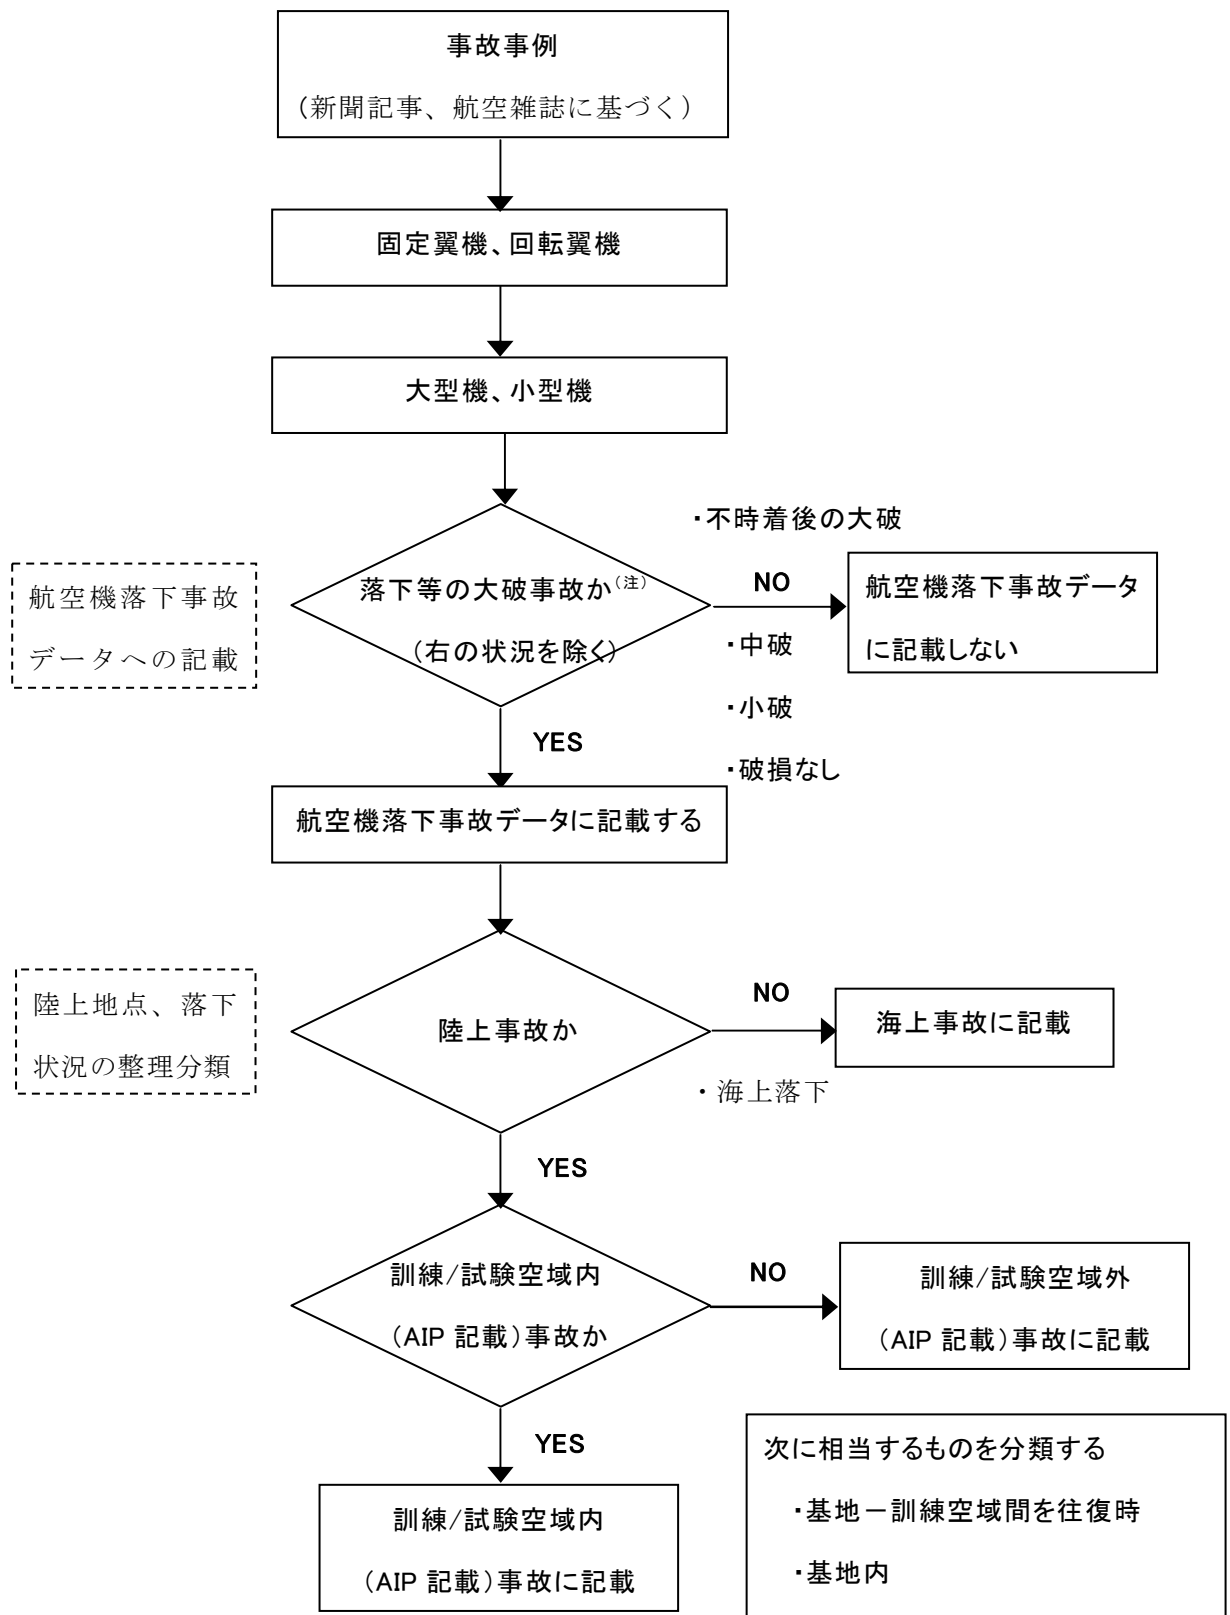 事故事例
（新聞記事、航空雑誌に基づく）
固定翼機、回転翼機
大型機、小型機
・不時着後の大破
航空機落下事故
データへの記載
落下等の大破事故か（注）
（右の状況を除く）
NO
航空機落下事故データ
に記載しない
・中破
・小破
・破損なし
YES
航空機落下事故データに記載する
陸上地点、落下
状況の整理分類
陸上事故か
NO
海上事故に記載
・海上落下
YES
訓練/試験空域内
（AIP 記載）事故か
NO
訓練/試験空域外
（AIP 記載）事故に記載
YES
訓練/試験空域内
（AIP 記載）事故に記載
次に相当するものを分類する
・基地－訓練空域間を往復時
・基地内